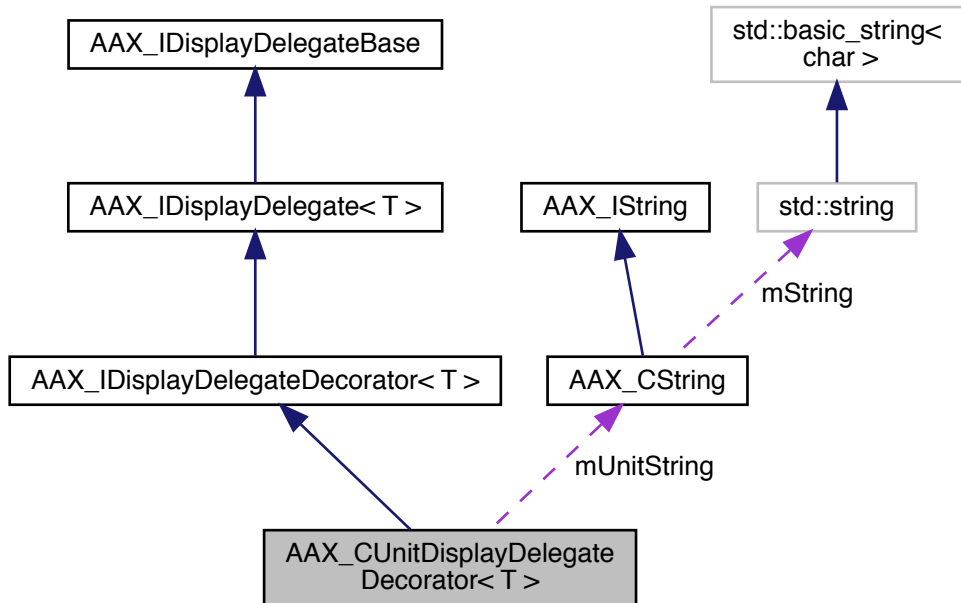 AAX_IDisplayDelegateBase
std::basic_string<
char >
AAX_IDisplayDelegate< T >
AAX_IString
std::string
mString
AAX_IDisplayDelegateDecorator< T >
AAX_CString
mUnitString
AAX_CUnitDisplayDelegate
Decorator< T >